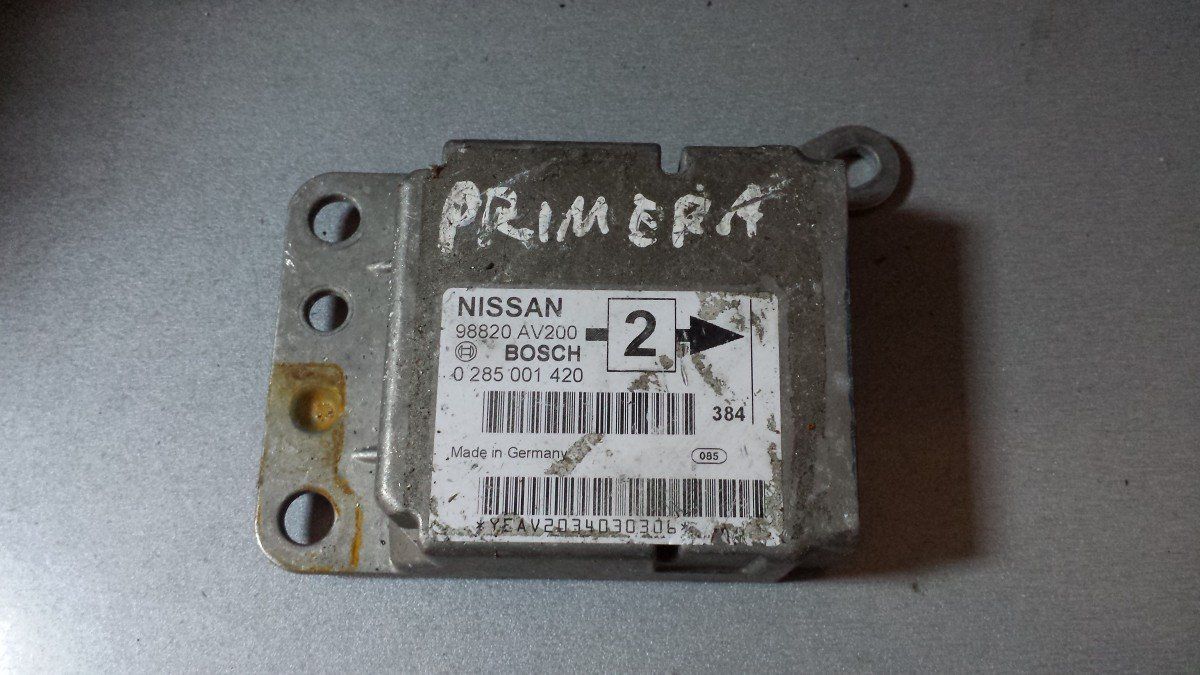 PRIMERA
NISSAN
98820 AV200
2
BOSCH
0 285 001 420
384
Made in Germany
085
*YEAV2034030306*